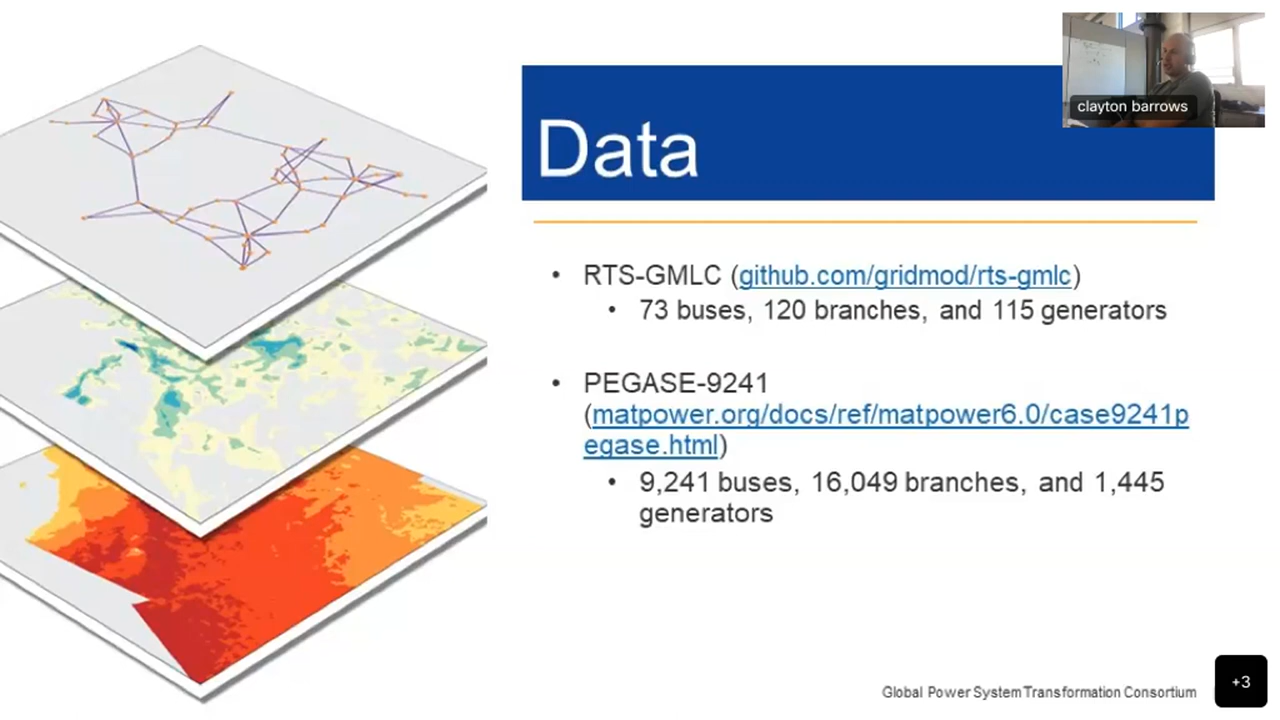 clayton barrows
Data
• RTS-GMLC (github.com/gridmod/rts-gmlc)
• 73 buses, 120 branches, and 115 generators
• PEGASE-9241
(matpower.org/docs/ref/matpower6.0/case9241p
egase.html)
• 9,241 buses, 16,049 branches, and 1,445
generators
Global Power System Transformation Consortium
+3